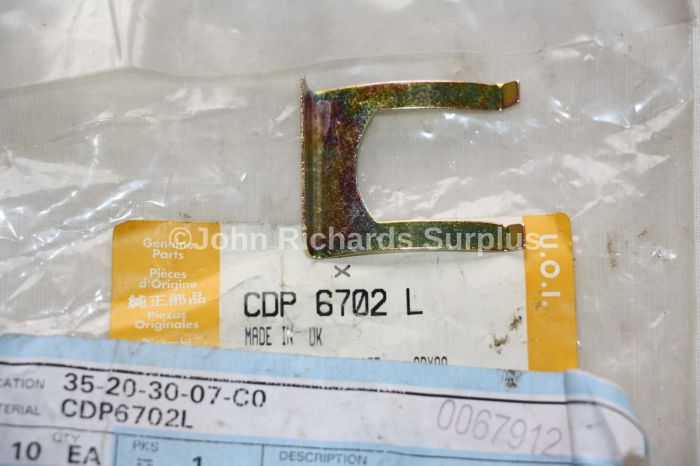 © John Richards Surplus
Genuine Parts
Pièces d'Origine
純正部品
Piezas Originales
U.O.I.
x
CDP 6702 L
MADE IN UK
CATION 35-20-30-07-C0
TERIAL CDP6702L
0067912
QTY
10 EA
PKS
1
DESCRIPTION